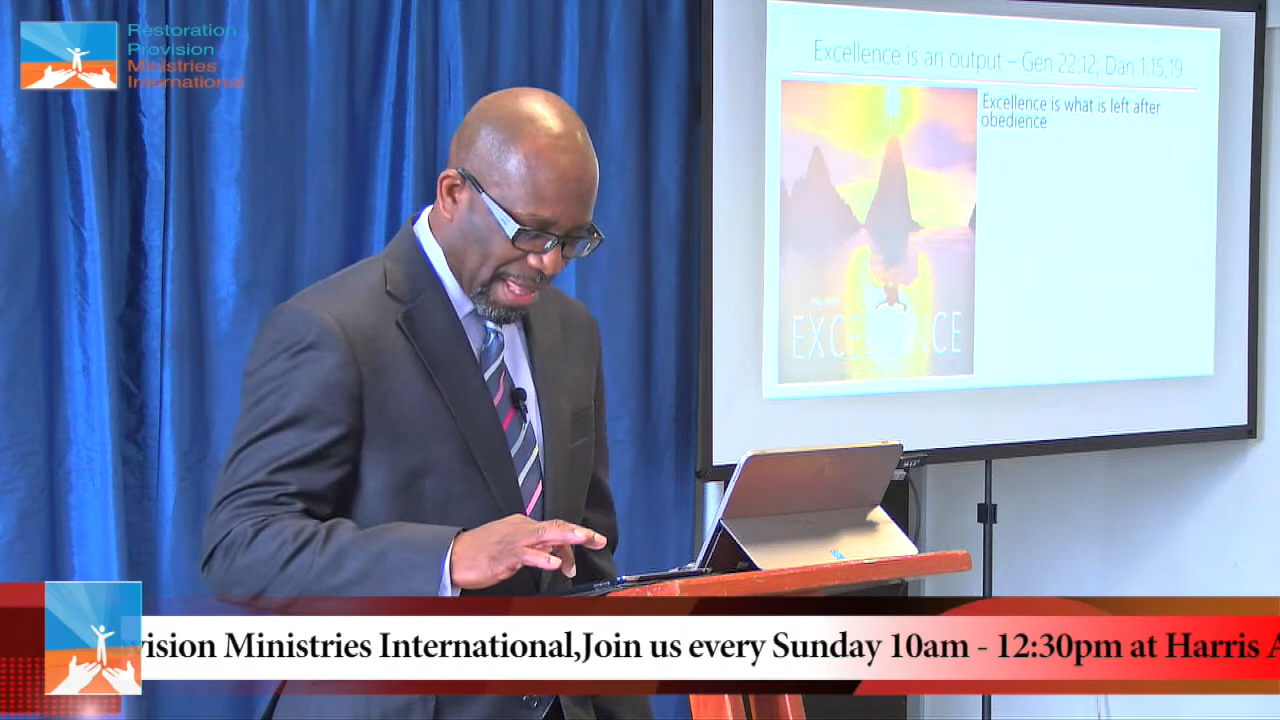 Restoration
Provision
Ministries
International
Excellence is an output – Gen 22:12, Dan 1:15,19
Excellence is what is left after
obedience
EXCE CE
vision Ministries International,Join us every Sunday 10am - 12:30pm at Harris A